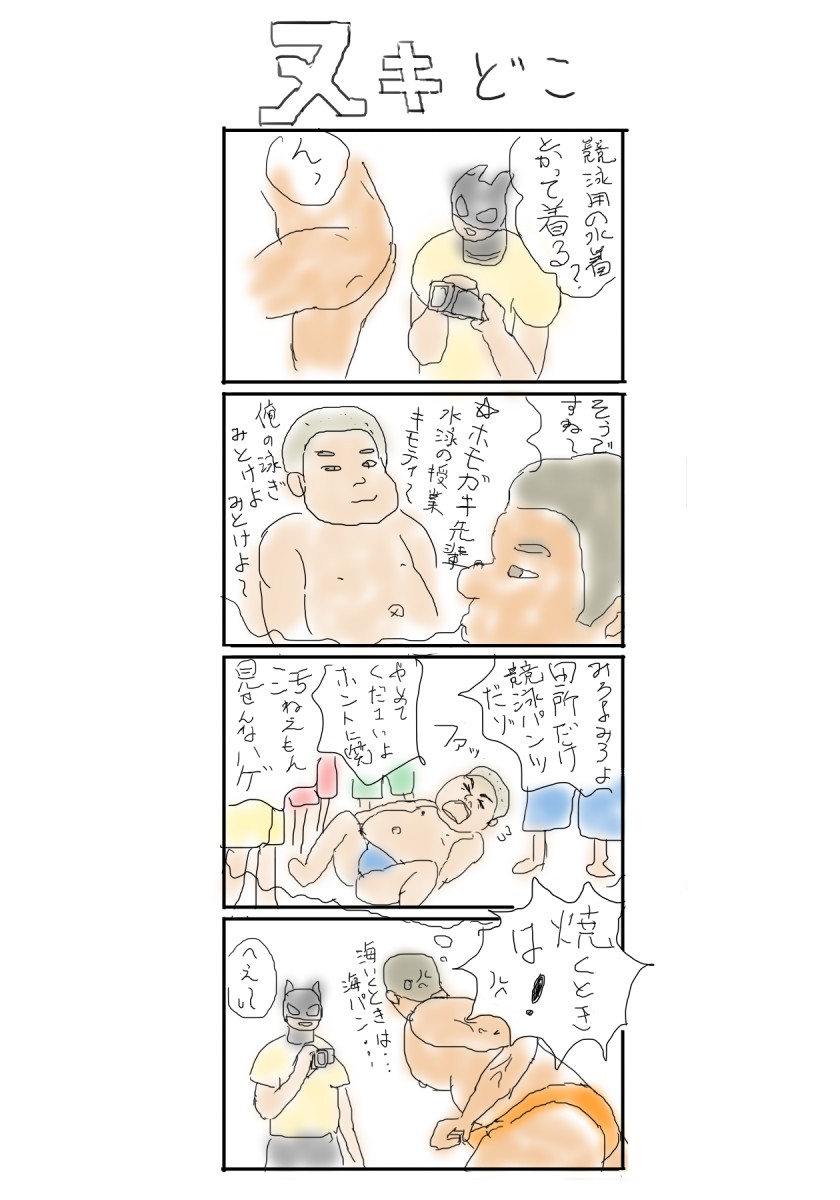 ヌキどこ
競泳用の水着
とかって着る?
んっ
そうで
すね〜
☆ホモガキ先輩
水泳の授業
キモティ〜
俺の泳ぎ
みとけよ
みとけよ〜
みろよみろよ
田所だけ
競泳パンツ
だゾ
ファッ
やめて
くださいよ
ホントに
汚ねえもん
見せんなハゲ
焼くとき
は!
海いくときは…
海パン…
へぇ〜